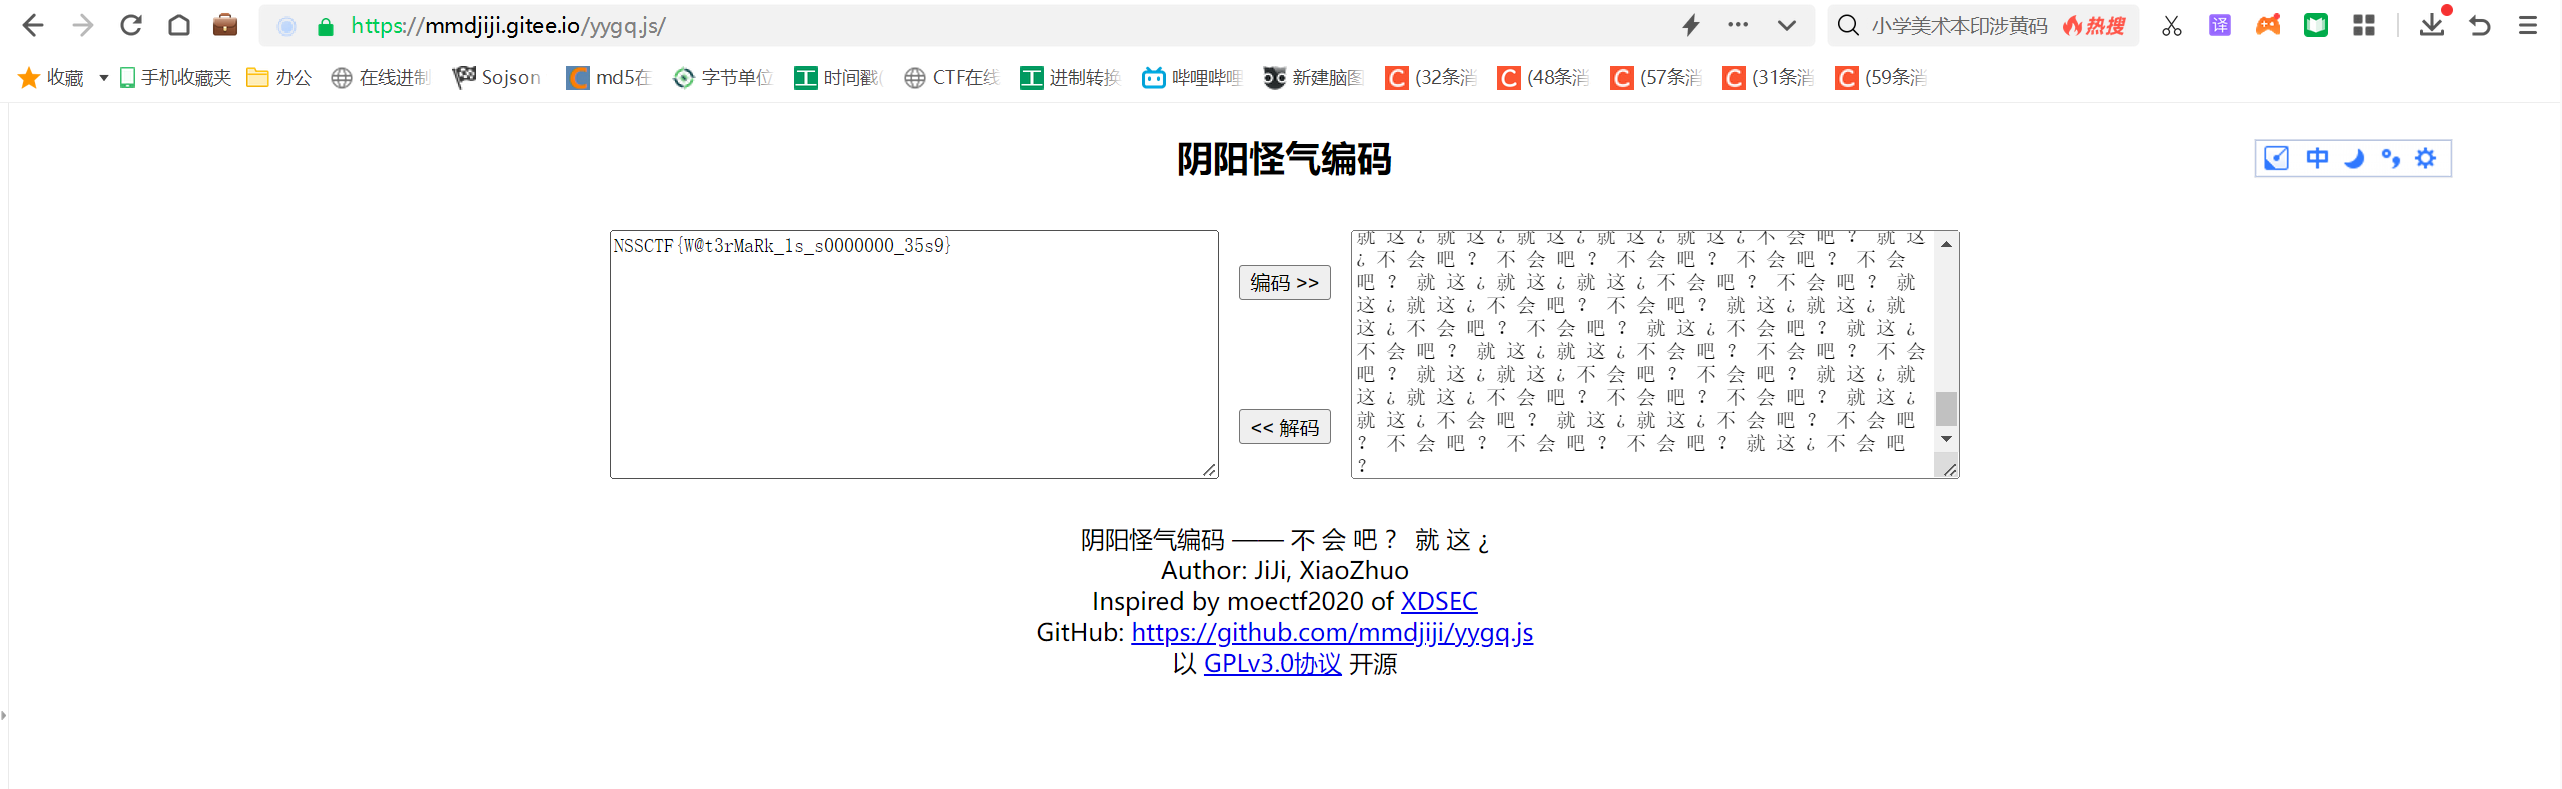 https://mmdjiji.gitee.io/yygq.js/
小学美术本印涉黄码 热搜
译
收藏 手机收藏夹 办公 在线进制 Sojson md5在 字节单位 时间戳( CTF在线 进制转换 哔哩哔哩 新建脑图 (32条消 (48条消 (57条消 (31条消 (59条消
阴阳怪气编码
中
NSSCTF{W@t3rMaRk_1s_s0000000_35s9}
编码 >>
<< 解码
就 这 ¿ 就 这 ¿ 就 这 ¿ 就 这 ¿ 就 这 ¿ 不 会 吧 ？ 就 这
¿ 不 会 吧 ？ 不 会 吧 ？ 不 会 吧 ？ 不 会 吧 ？ 不 会
吧 ？ 就 这 ¿ 就 这 ¿ 就 这 ¿ 不 会 吧 ？ 不 会 吧 ？ 就
这 ¿ 就 这 ¿ 不 会 吧 ？ 不 会 吧 ？ 就 这 ¿ 就 这 ¿ 就
这 ¿ 不 会 吧 ？ 不 会 吧 ？ 就 这 ¿ 不 会 吧 ？ 就 这 ¿
不 会 吧 ？ 就 这 ¿ 就 这 ¿ 不 会 吧 ？ 不 会 吧 ？ 不 会
吧 ？ 就 这 ¿ 就 这 ¿ 不 会 吧 ？ 不 会 吧 ？ 就 这 ¿ 就
这 ¿ 就 这 ¿ 不 会 吧 ？ 不 会 吧 ？ 不 会 吧 ？ 就 这 ¿
就 这 ¿ 不 会 吧 ？ 就 这 ¿ 就 这 ¿ 不 会 吧 ？ 不 会 吧
？ 不 会 吧 ？ 不 会 吧 ？ 不 会 吧 ？ 就 这 ¿ 不 会 吧
？
阴阳怪气编码 —— 不 会 吧 ？ 就 这 ¿
Author: JiJi, XiaoZhuo
Inspired by moectf2020 of XDSEC
GitHub: https://github.com/mmdjiji/yygq.js
以 GPLv3.0协议 开源